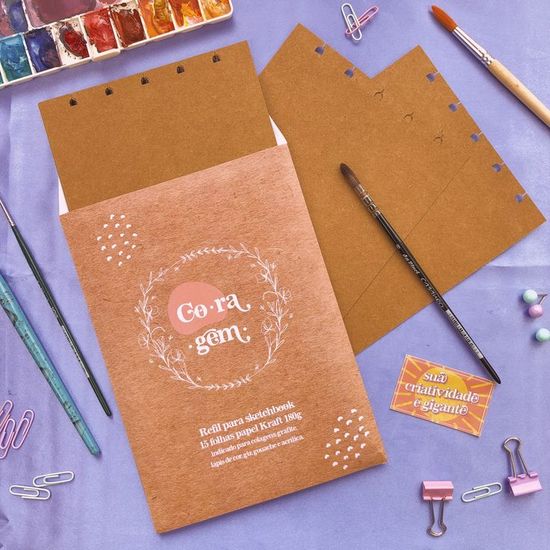 Co·ra
·gem·
Refil para sketchbook
15 folhas papel Kraft 180g
Indicado para colagens grafite,
lápis de cor, giz, guache e acrílica.
sua
criatividade
é gigante